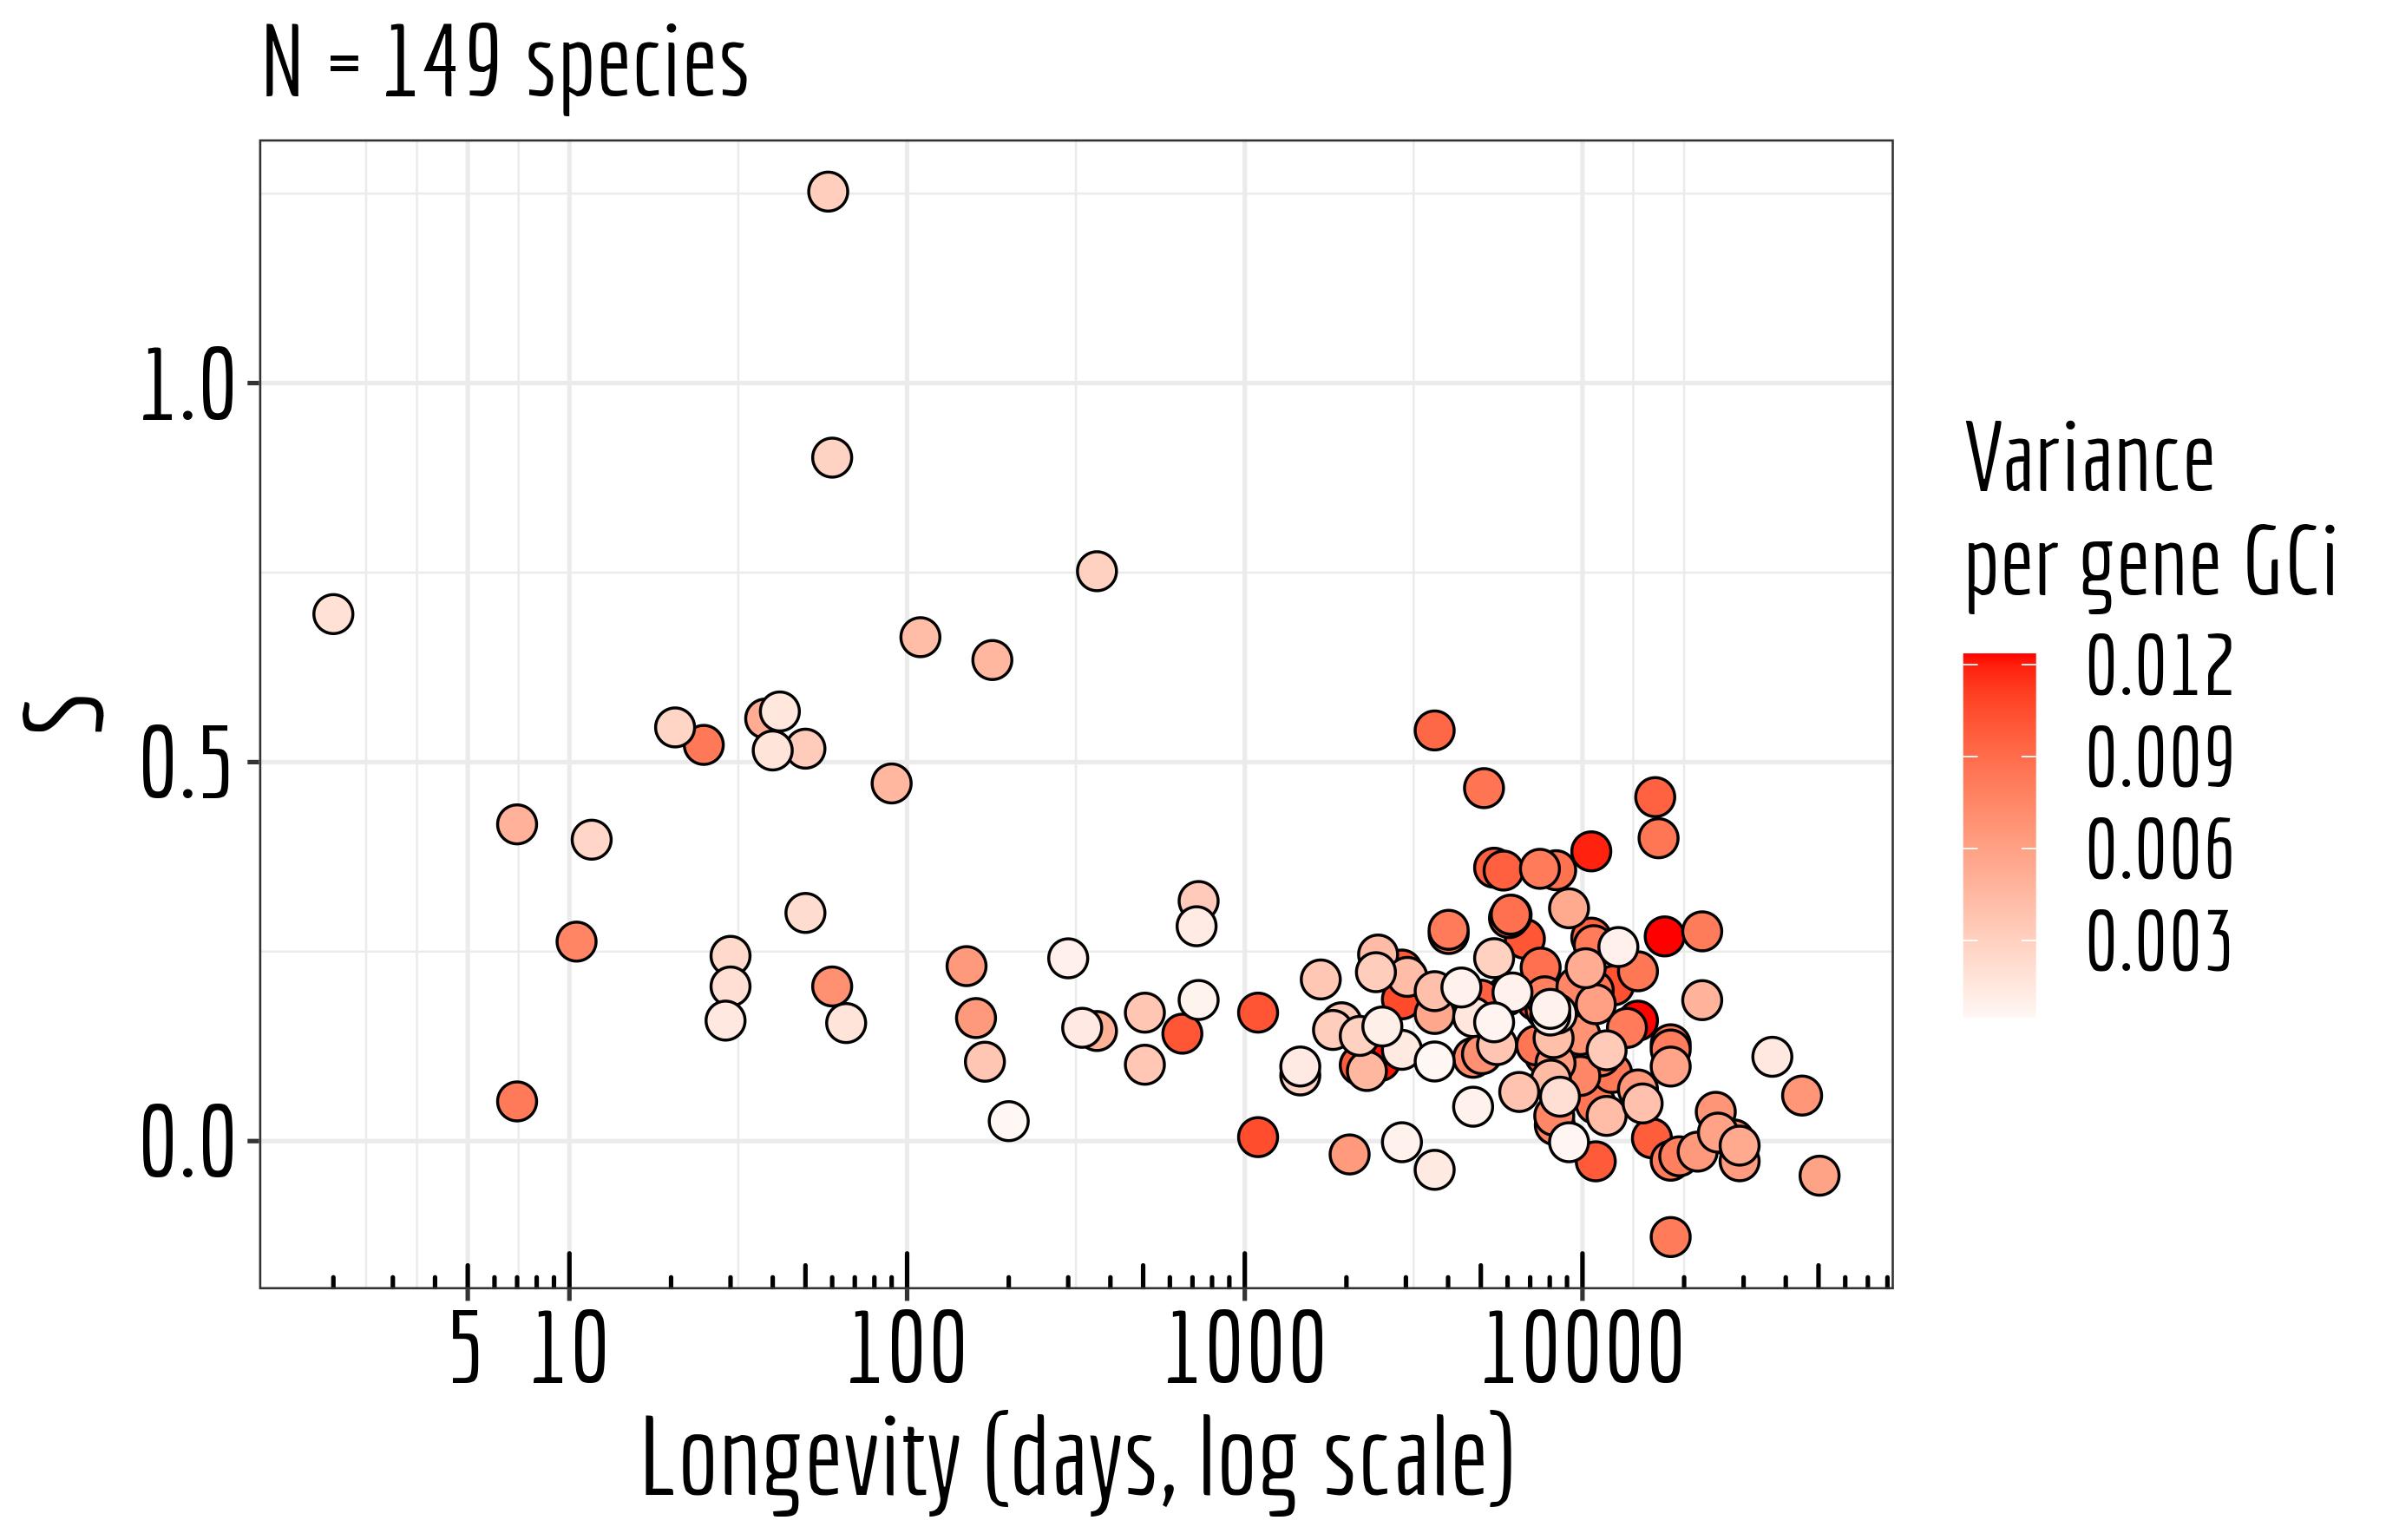 N = 149 species
1.0
0.5
0.0
S
5 10 100 1000 10000
Longevity (days, log scale)
Variance
per gene GCi
0.012
0.009
0.006
0.003